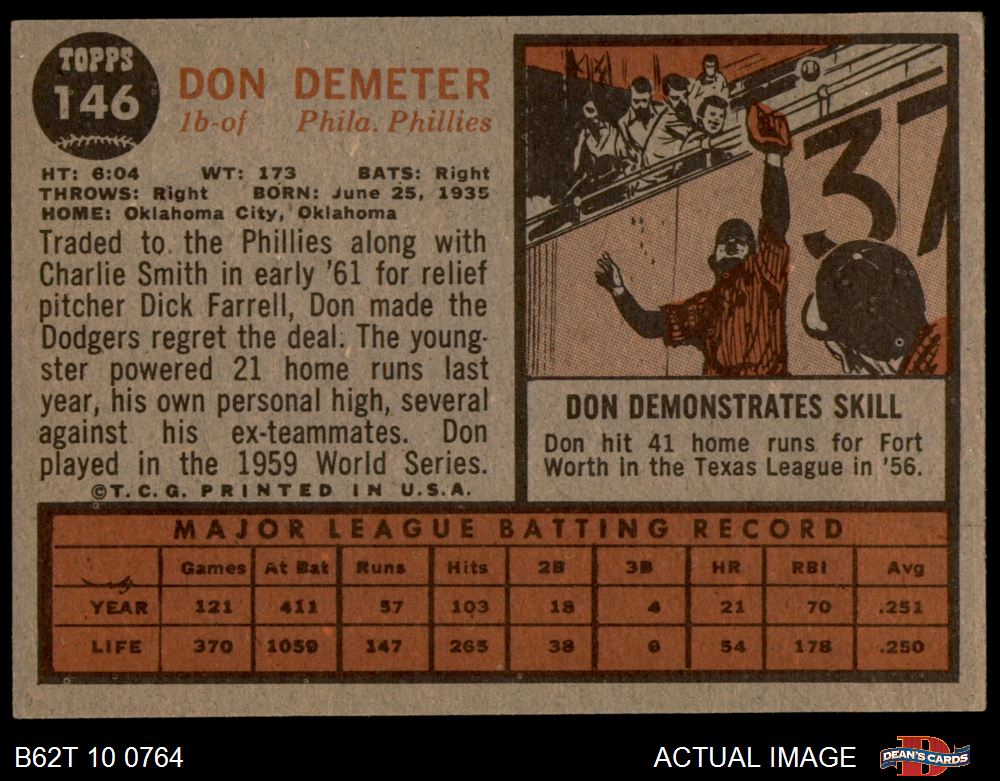 TOPPS
146
DON DEMETER
1b-of Phila. Phillies
HT: 6:04 WT: 173 BATS: Right
THROWS: Right BORN: June 25, 1935
HOME: Oklahoma City, Oklahoma
Traded to the Phillies along with
Charlie Smith in early '61 for relief
pitcher Dick Farrell, Don made the
Dodgers regret the deal. The young-
ster powered 21 home runs last
year, his own personal high, several
against his ex-teammates. Don
played in the 1959 World Series.
©T.C.G. PRINTED IN U.S.A.
37
DON DEMONSTRATES SKILL
Don hit 41 home runs for Fort
Worth in the Texas League in '56.
MAJOR LEAGUE BATTING RECORD
Games At Bat Runs Hits 2B 3B HR RBI Avg
YEAR 121 411 57 103 18 4 21 70 .251
LIFE 370 1059 147 265 38 6 54 178 .250
B62T 10 0764
ACTUAL IMAGE
DEAN'S CARDS